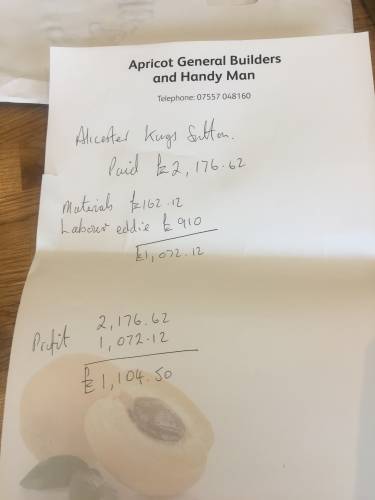 Apricot General Builders
and Handy Man
Telephone: 07557 048160
Alicester Kings Sutton.
Paid £2,176.62
Materials £162.12
Labour eddie £910
£1,072.12
2,176.62
Profit 1,072.12
£1,104.50